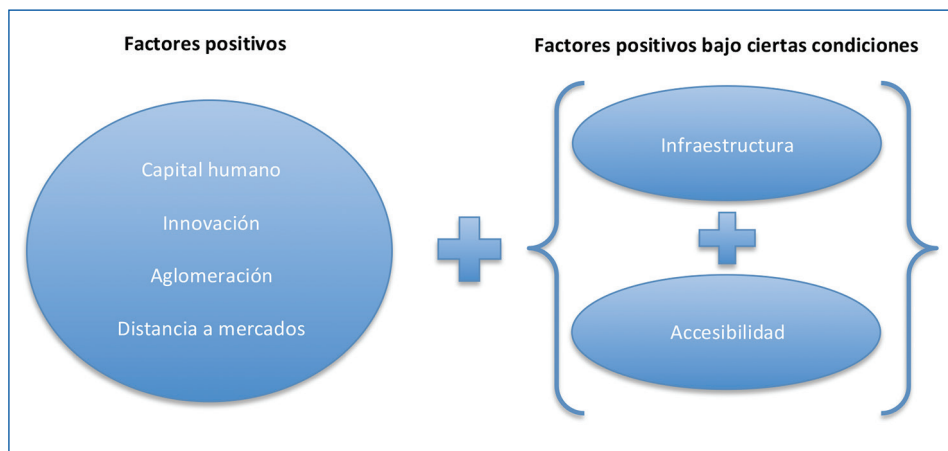 Factores positivos
Capital humano
Innovación
Aglomeración
Distancia a mercados
Factores positivos bajo ciertas condiciones
Infraestructura
Accesibilidad